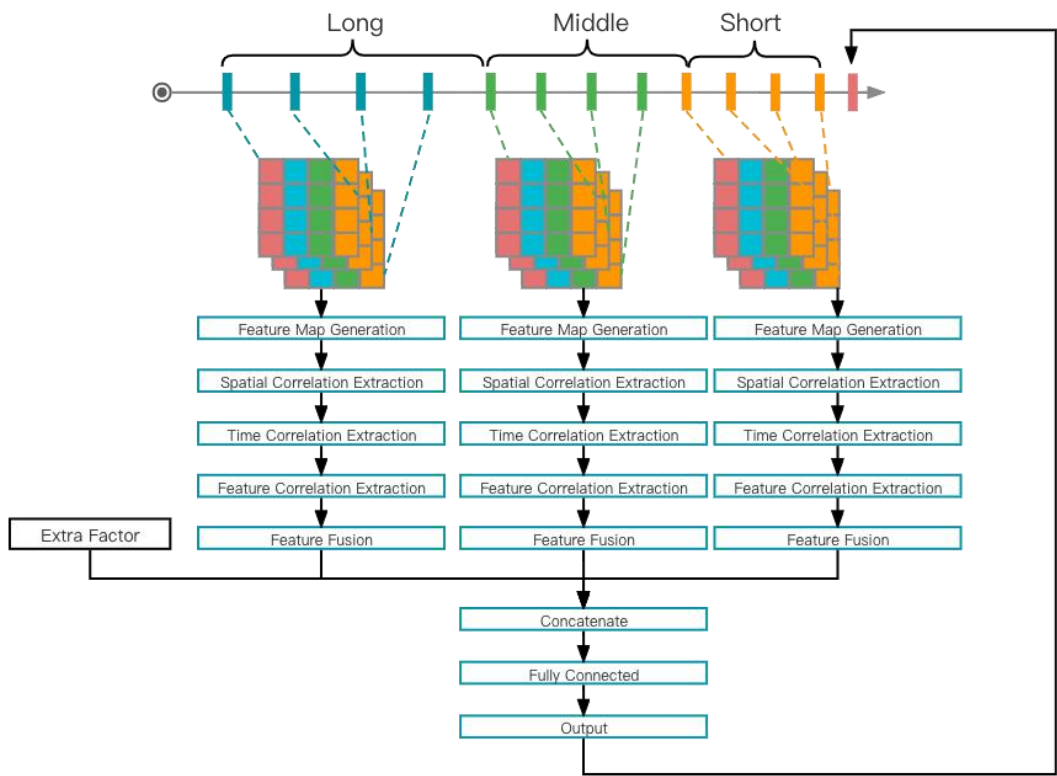 Long
Middle
Short
Feature Map Generation
Feature Map Generation
Feature Map Generation
Spatial Correlation Extraction
Spatial Correlation Extraction
Spatial Correlation Extraction
Time Correlation Extraction
Time Correlation Extraction
Time Correlation Extraction
Feature Correlation Extraction
Feature Correlation Extraction
Feature Correlation Extraction
Extra Factor
Feature Fusion
Feature Fusion
Feature Fusion
Concatenate
Fully Connected
Output